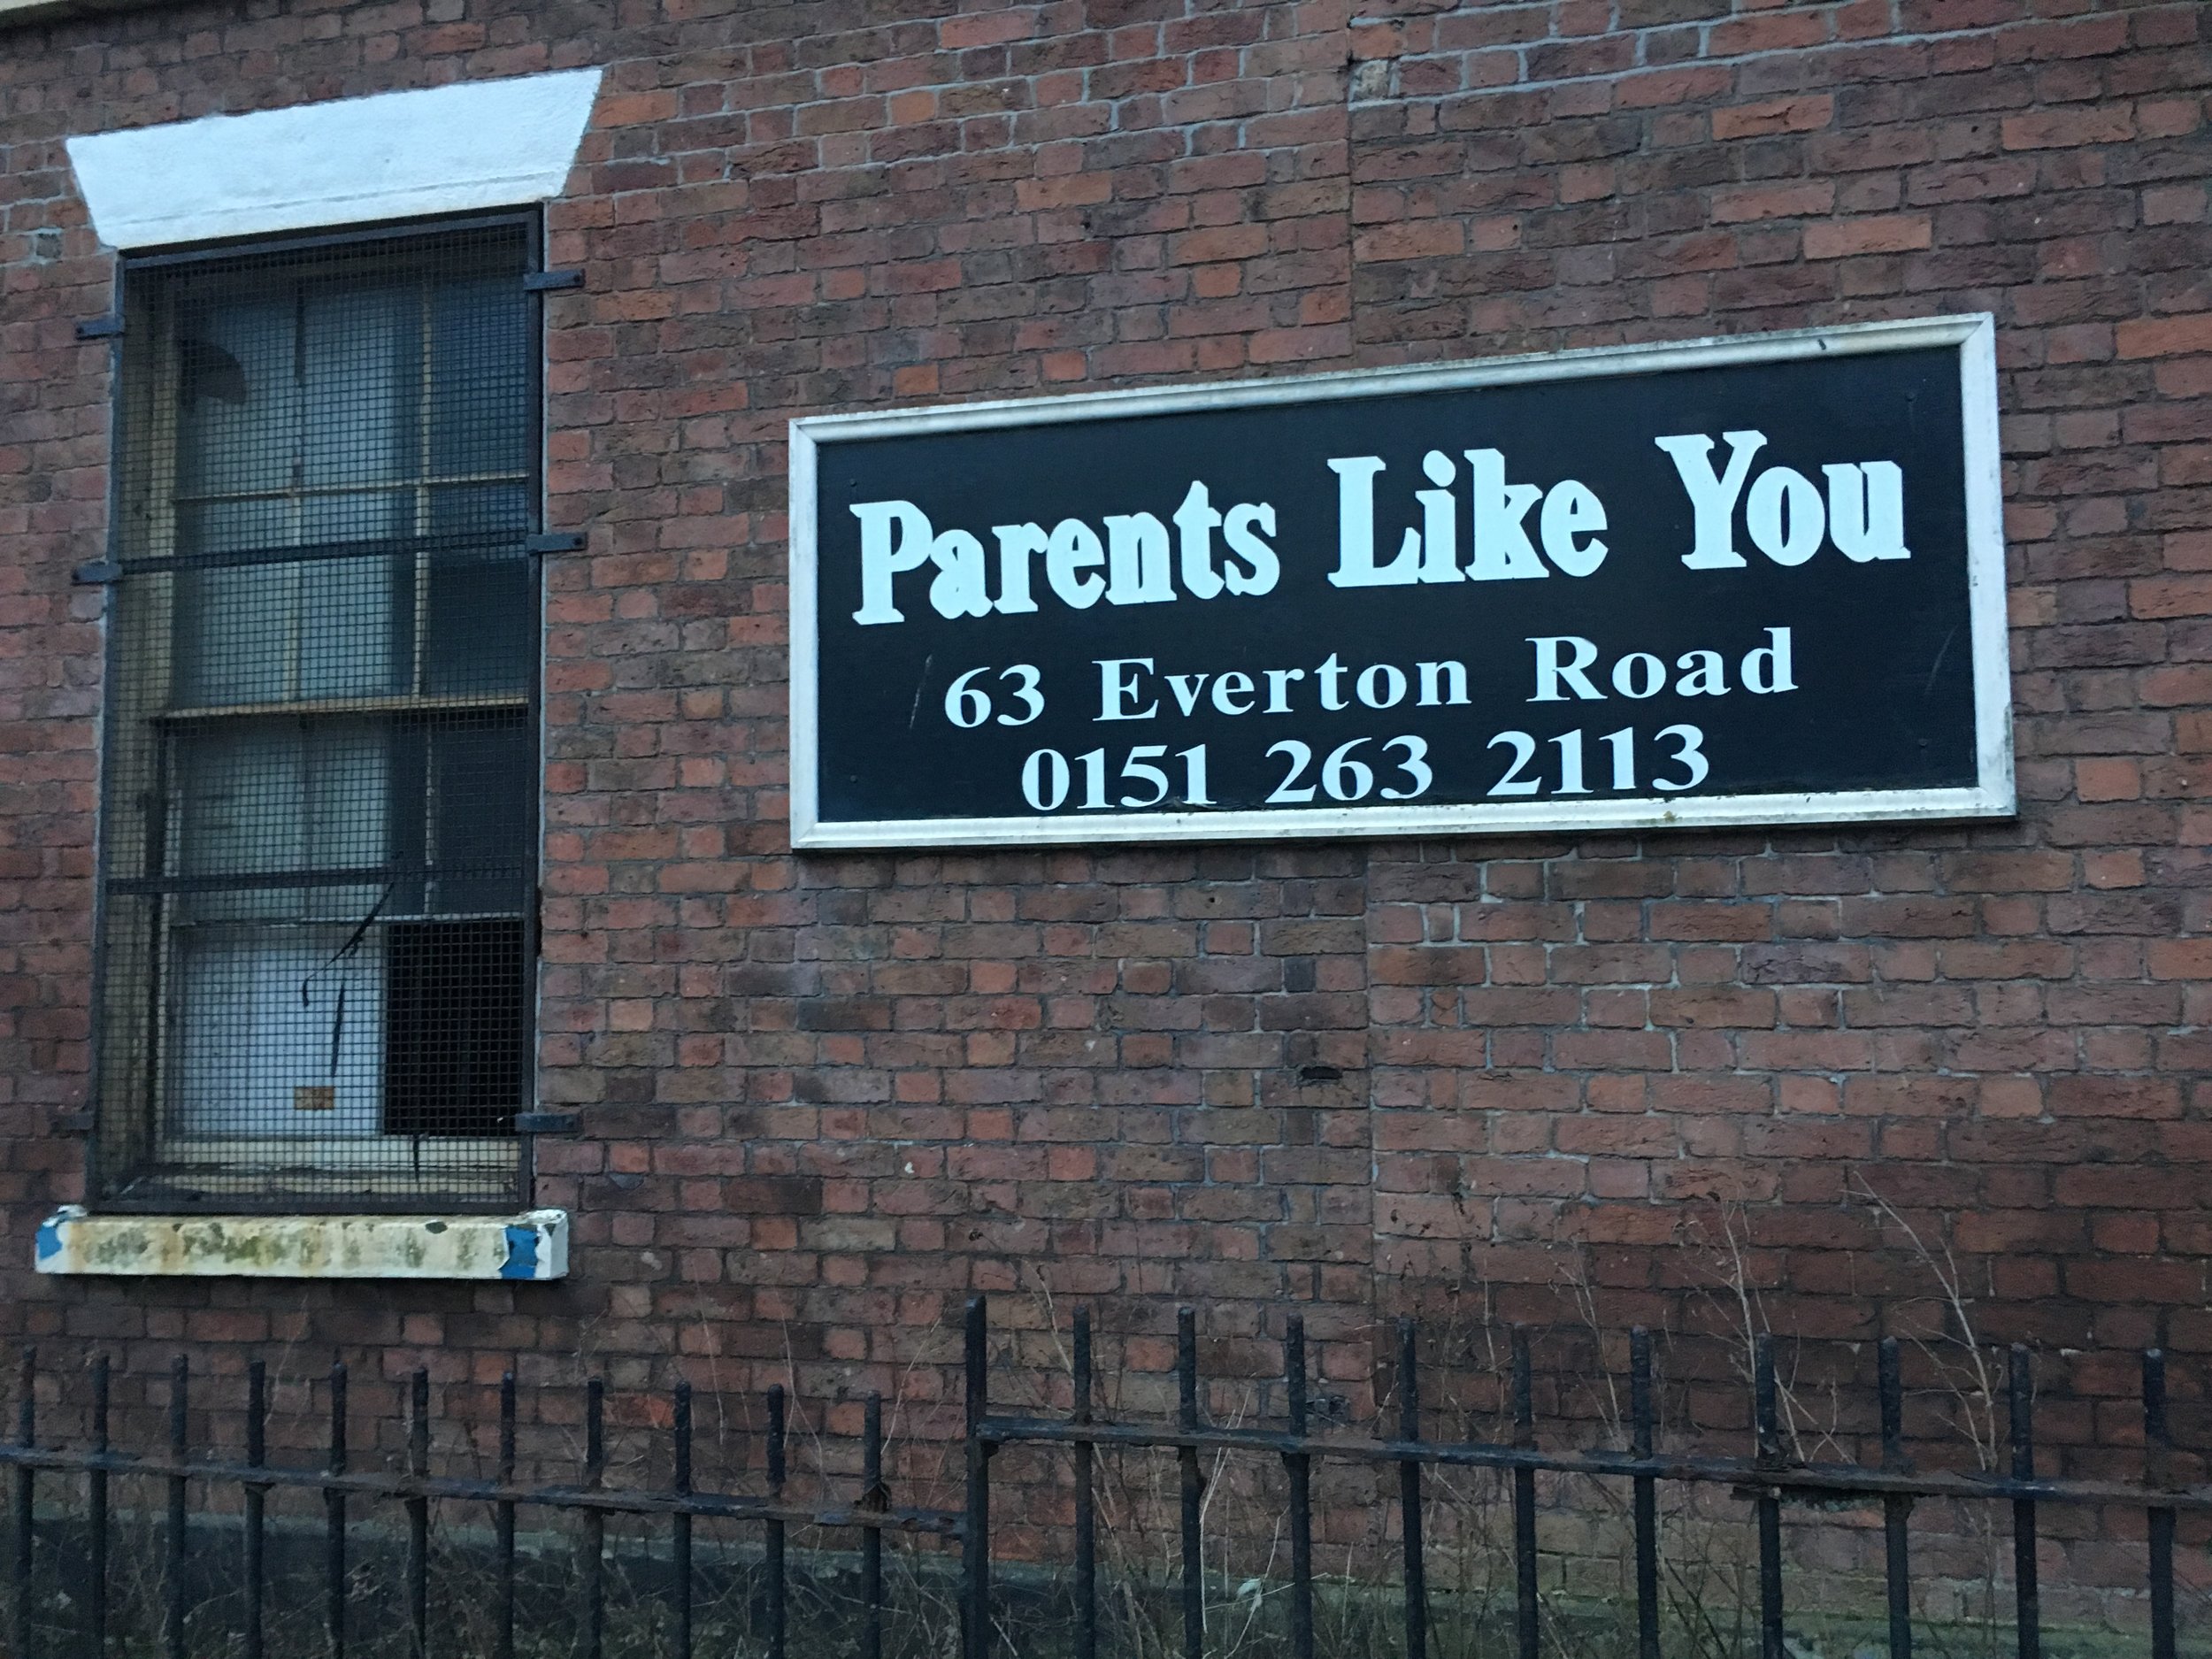 Parents Like You
63 Everton Road
0151 263 2113